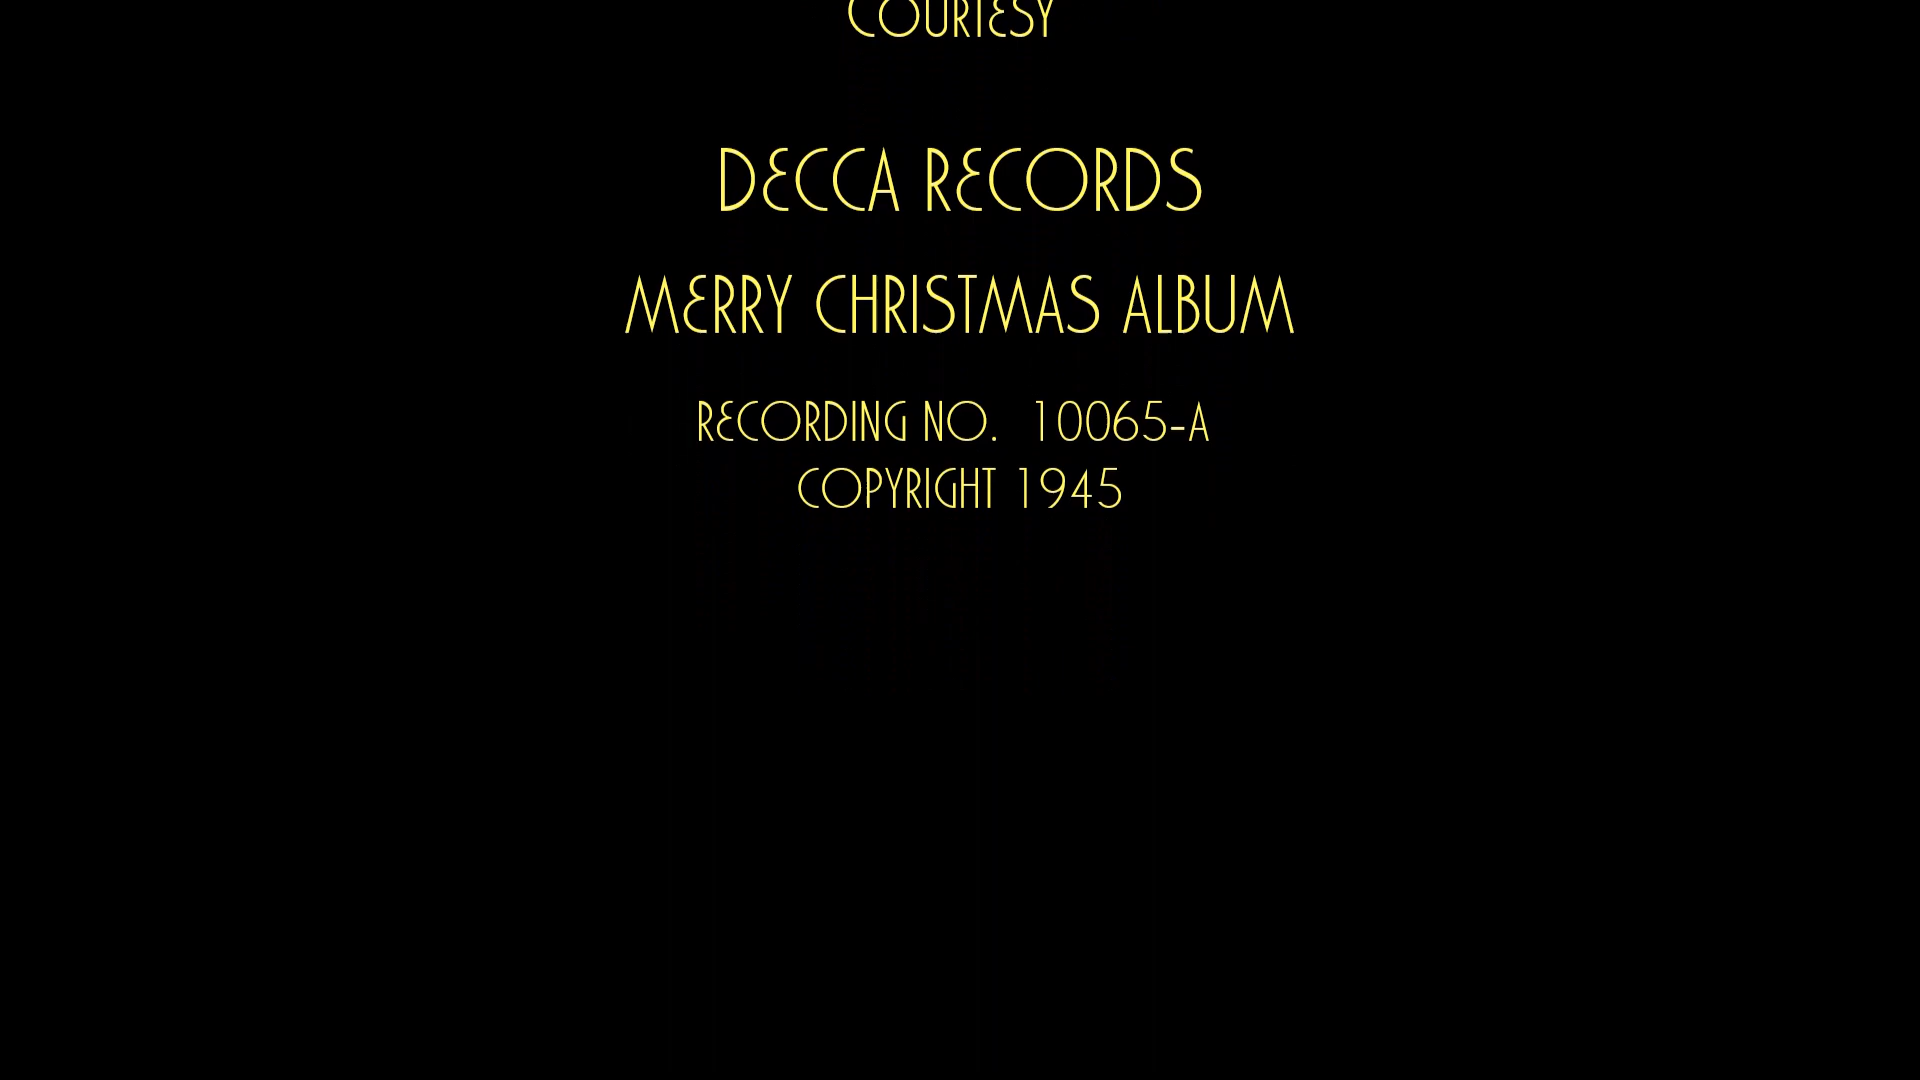 COURTESY
DECCA RECORDS
MERRY CHRISTMAS ALBUM
RECORDING NO. 10065-A
COPYRIGHT 1945